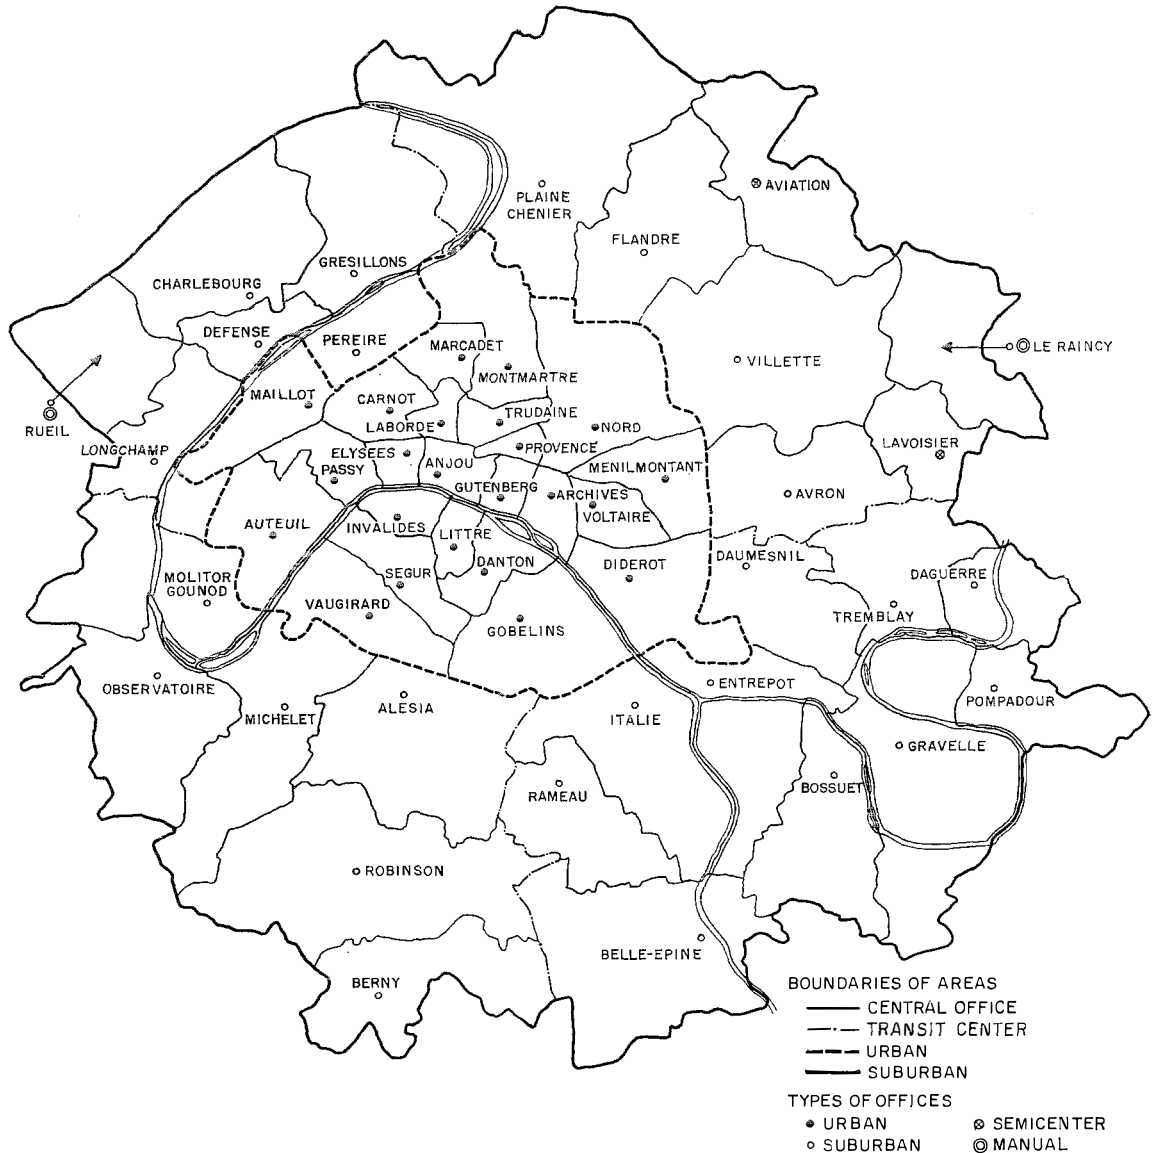 AVIATION
PLAINE
CHENIER
FLANDRE
GRESILLONS
CHARLEBOURG
DEFENSE
PEREIRE
MARCADET
MONTMARTRE
VILLETTE
LE RAINCY
MAILLOT
CARNOT
LABORDE
TRUDAINE
NORD
RUEIL
LONGCHAMP
ELYSEES
PASSY
ANJOU
PROVENCE
MENILMONTANT
LAVOISIER
GUTENBERG
ARCHIVES
VOLTAIRE
AVRON
AUTEUIL
INVALIDES
LITTRE
DANTON
SEGUR
DIDEROT
DAUMESNIL
DAGUERRE
MOLITOR
GOUNOD
VAUGIRARD
GOBELINS
TREMBLAY
OBSERVATOIRE
MICHELET
ALESIA
ITALIE
ENTREPOT
POMPADOUR
GRAVELLE
RAMEAU
BOSSUET
ROBINSON
BELLE-EPINE
BERNY
BOUNDARIES OF AREAS
CENTRAL OFFICE
TRANSIT CENTER
URBAN
SUBURBAN
TYPES OF OFFICES
URBAN
SEMICENTER
SUBURBAN
MANUAL